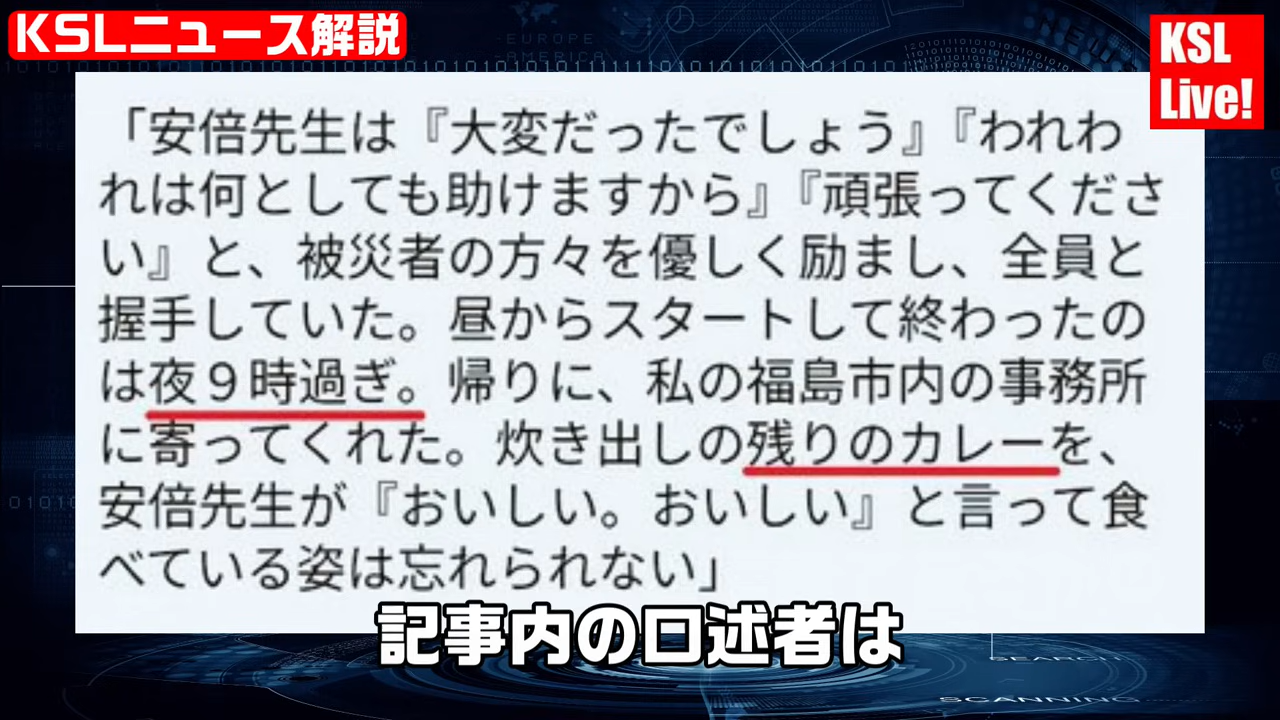 KSLニュース解説
KSL
Live!
「安倍先生は『大変だったでしょう』『われわ
れは何としても助けますから』『頑張ってくださ
い』と、被災者の方々を優しく励まし、全員と
握手していた。昼からスタートして終わったの
は夜９時過ぎ。帰りに、私の福島市内の事務所
に寄ってくれた。炊き出しの残りのカレーを、
安倍先生が『おいしい。おいしい』と言って食
べている姿は忘れられない」
記事内の口述者は
EUROPE
AMERICA
SEARCH
SCANNING